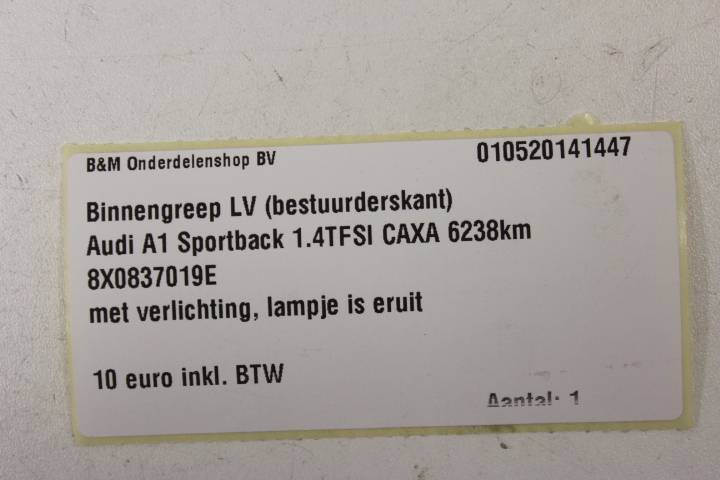 B&M Onderdelenshop BV 010520141447
Binnengreep LV (bestuurderskant)
Audi A1 Sportback 1.4TFSI CAXA 6238km
8X0837019E
met verlichting, lampje is eruit
10 euro inkl. BTW
Aantal: 1